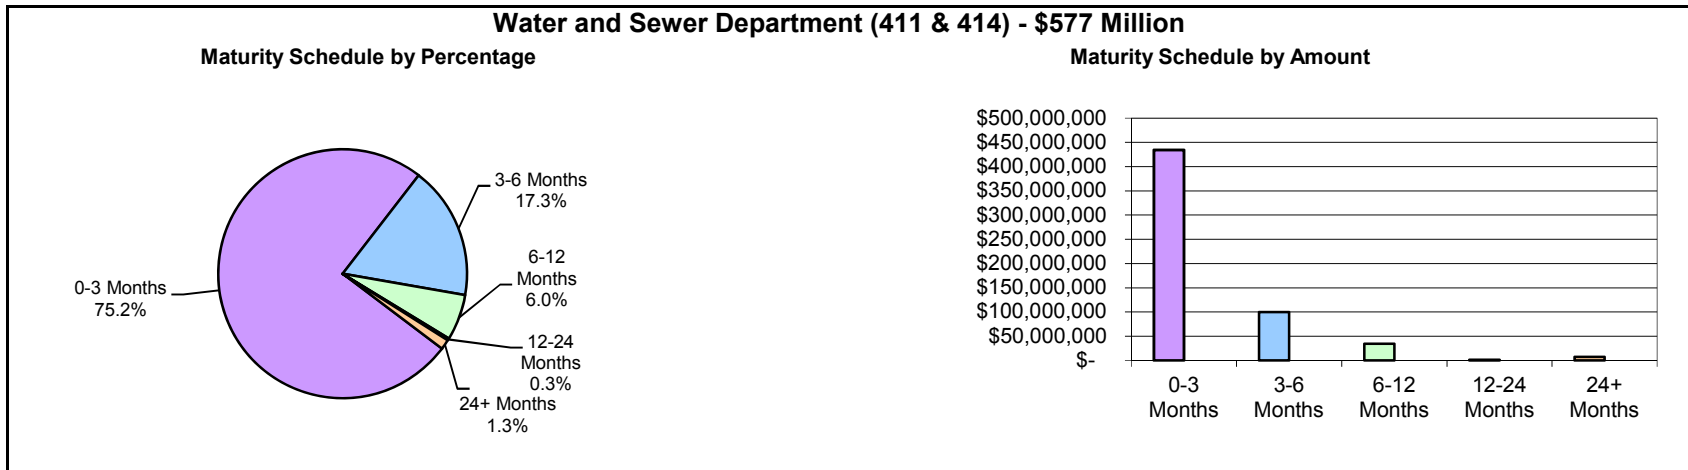 Water and Sewer Department (411 & 414) - $577 Million
Maturity Schedule by Percentage
3-6 Months
17.3%
6-12
Months
6.0%
0-3 Months
75.2%
12-24
Months
0.3%
24+ Months
1.3%
Maturity Schedule by Amount
$500,000,000
$450,000,000
$400,000,000
$350,000,000
$300,000,000
$250,000,000
$200,000,000
$150,000,000
$100,000,000
$50,000,000
$-
0-3 3-6 6-12 12-24 24+
Months Months Months Months Months